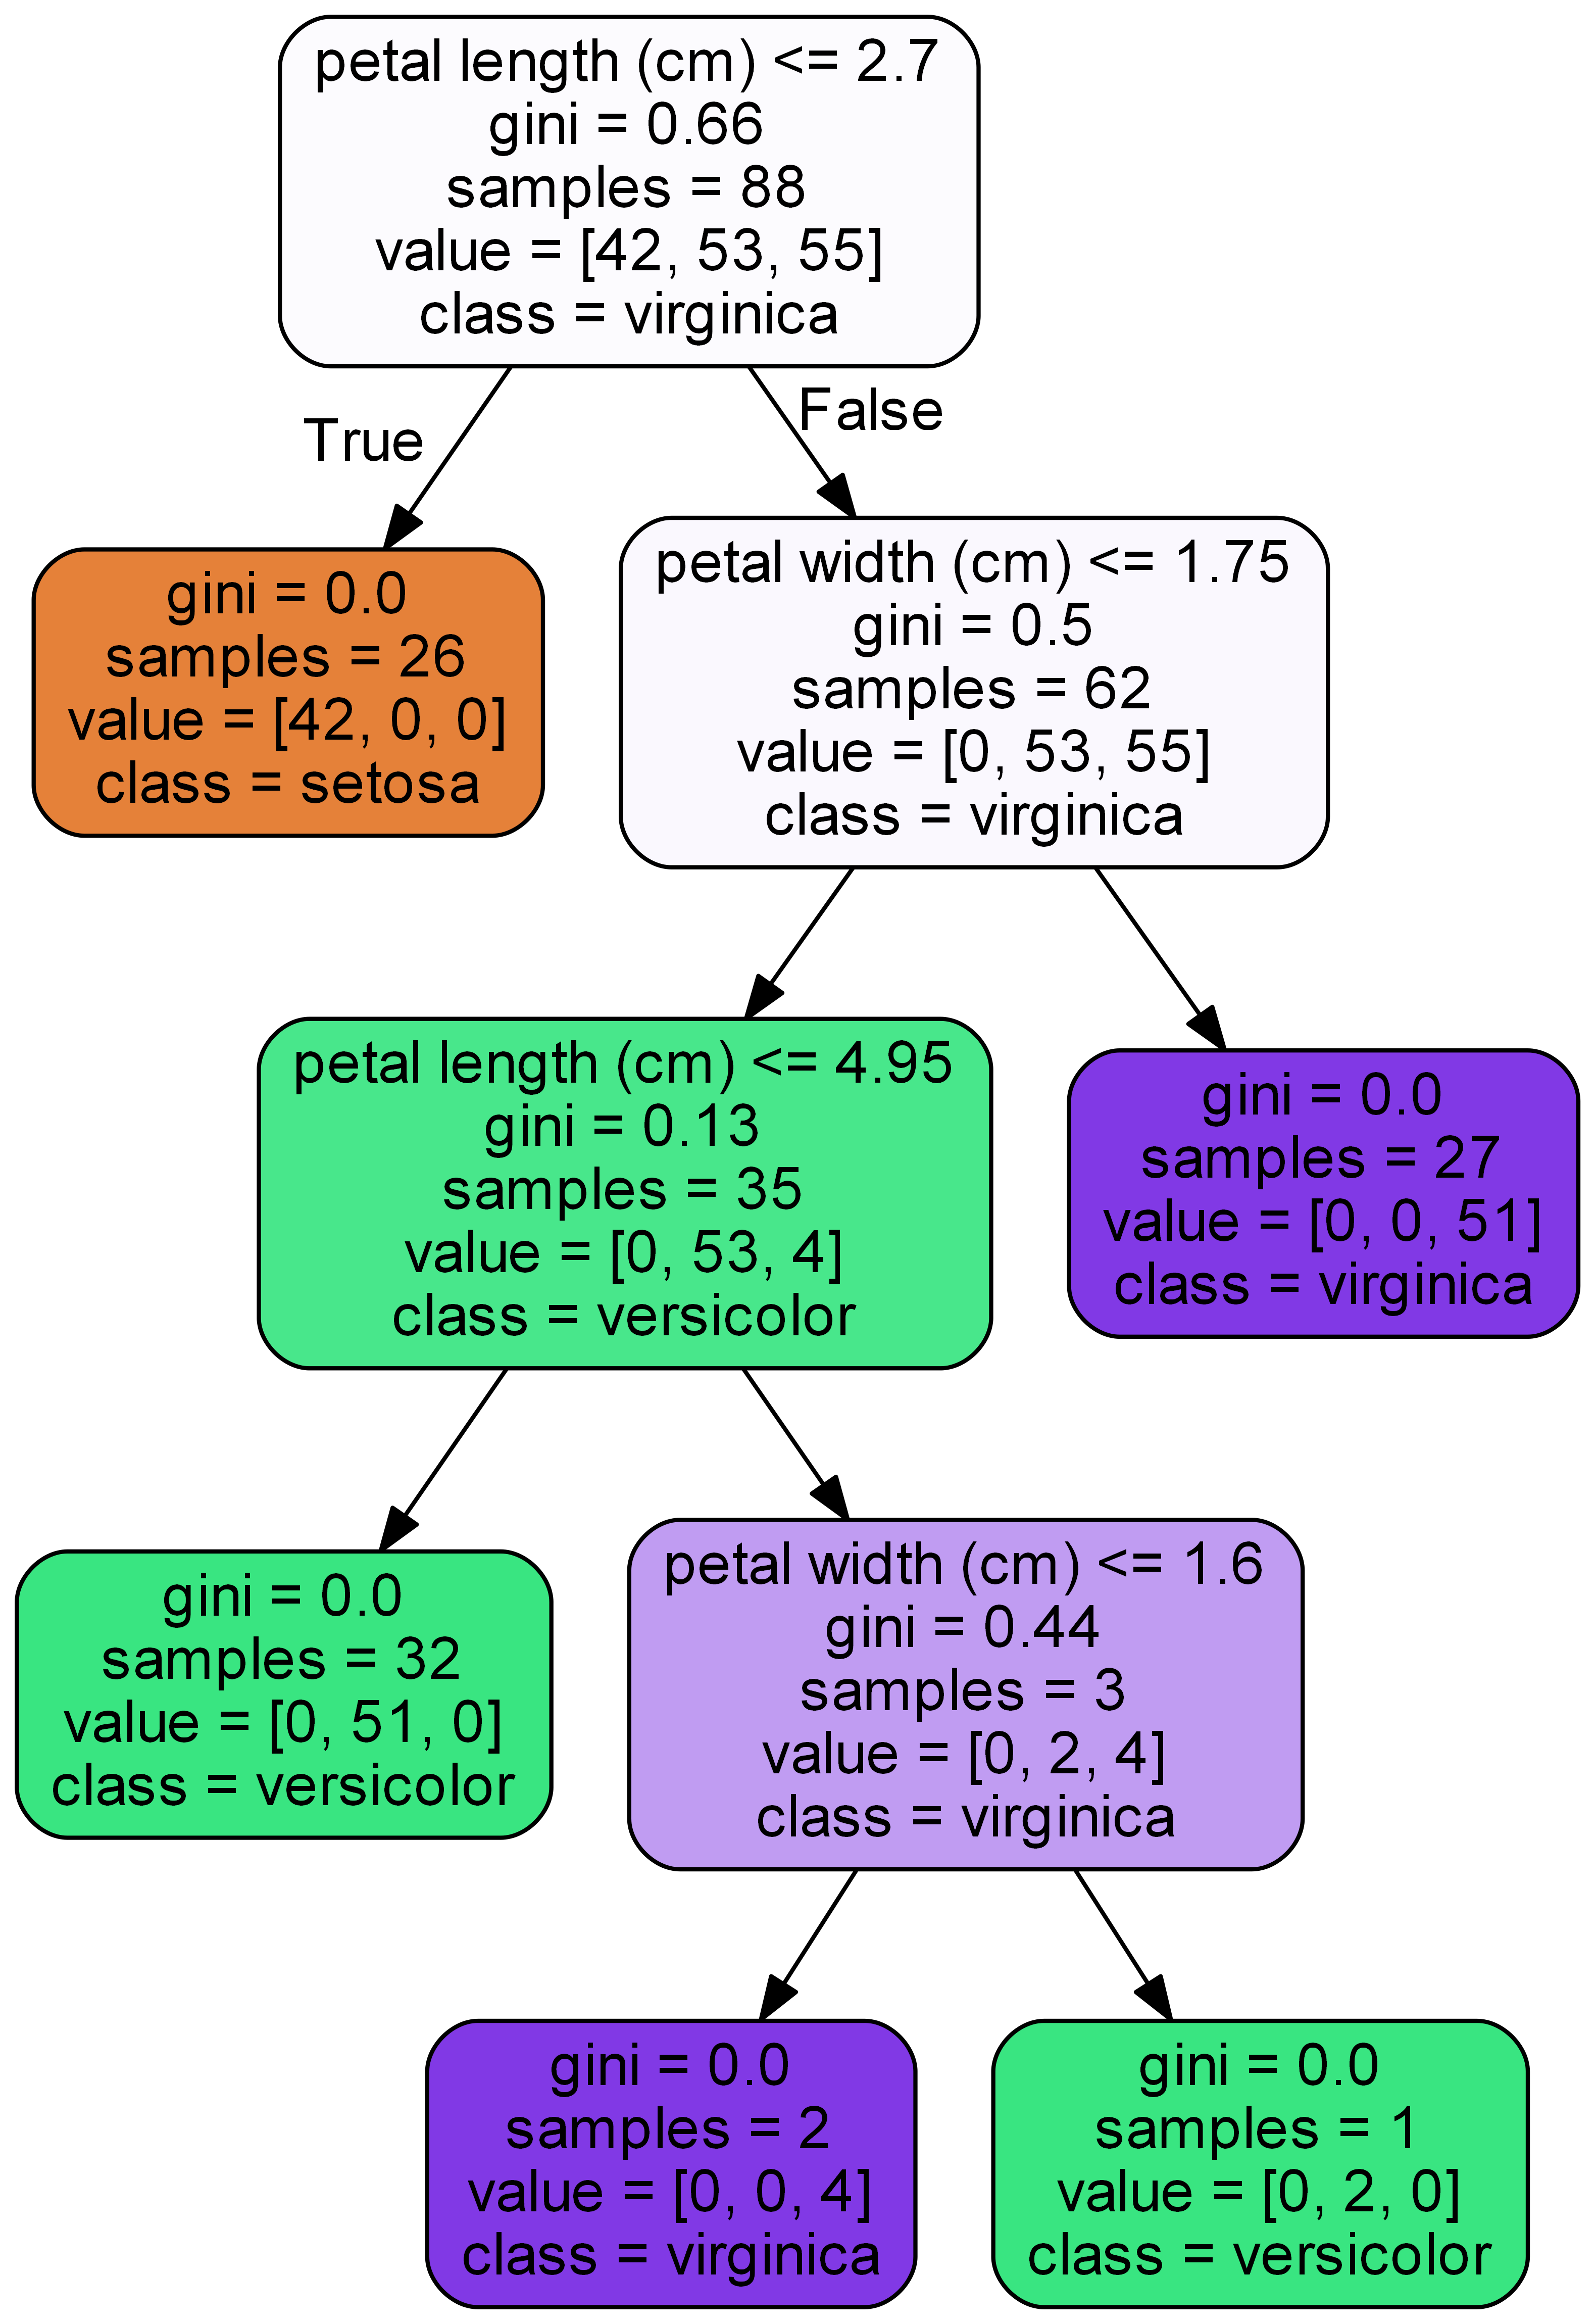 petal length (cm) <= 2.7
gini = 0.66
samples = 88
value = [42, 53, 55]
class = virginica
True
False
gini = 0.0
samples = 26
value = [42, 0, 0]
class = setosa
petal width (cm) <= 1.75
gini = 0.5
samples = 62
value = [0, 53, 55]
class = virginica
petal length (cm) <= 4.95
gini = 0.13
samples = 35
value = [0, 53, 4]
class = versicolor
gini = 0.0
samples = 27
value = [0, 0, 51]
class = virginica
gini = 0.0
samples = 32
value = [0, 51, 0]
class = versicolor
petal width (cm) <= 1.6
gini = 0.44
samples = 3
value = [0, 2, 4]
class = virginica
gini = 0.0
samples = 2
value = [0, 0, 4]
class = virginica
gini = 0.0
samples = 1
value = [0, 2, 0]
class = versicolor